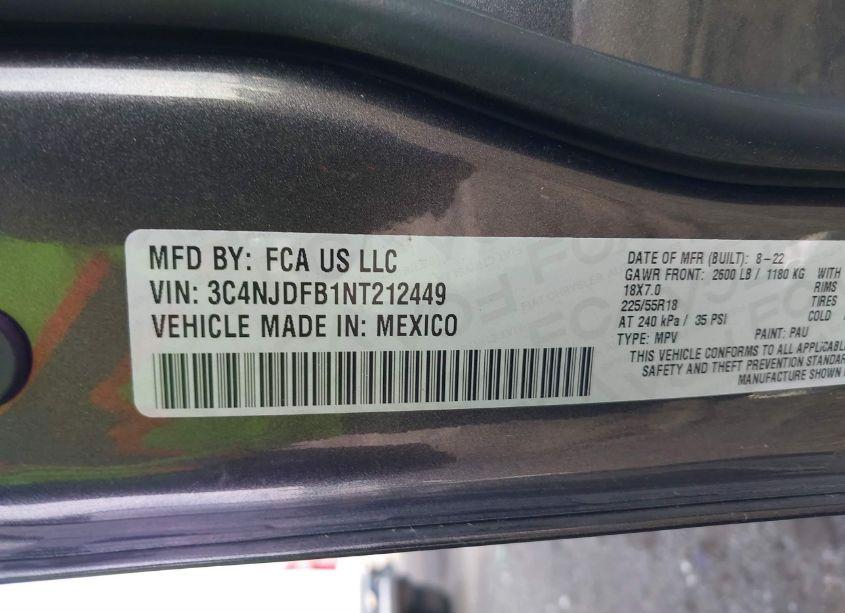 MFD BY: FCA US LLC
VIN: 3C4NJDFB1NT212449
VEHICLE MADE IN: MEXICO
DATE OF MFR (BUILT): 8-22
GAWR FRONT: 2600 LB / 1180 KG WITH
18X7.0 RIMS
225/55R18 TIRES
AT 240 kPa / 35 PSI COLD
TYPE: MPV PAINT: PAU
THIS VEHICLE CONFORMS TO ALL APPLICABLE
SAFETY AND THEFT PREVENTION STANDAR
MANUFACTURE SHOWN